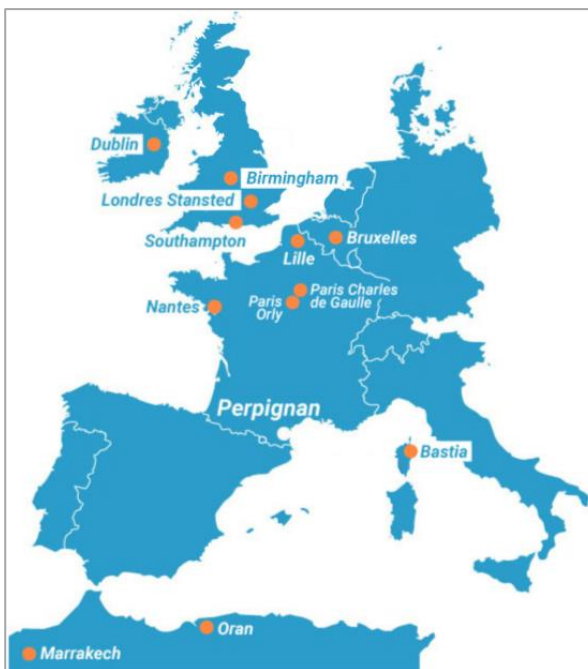 Dublin
Birmingham
Londres Stansted
Southampton
Bruxelles
Lille
Paris Charles
de Gaulle
Paris
Orly
Nantes
Perpignan
Bastia
Oran
Marrakech